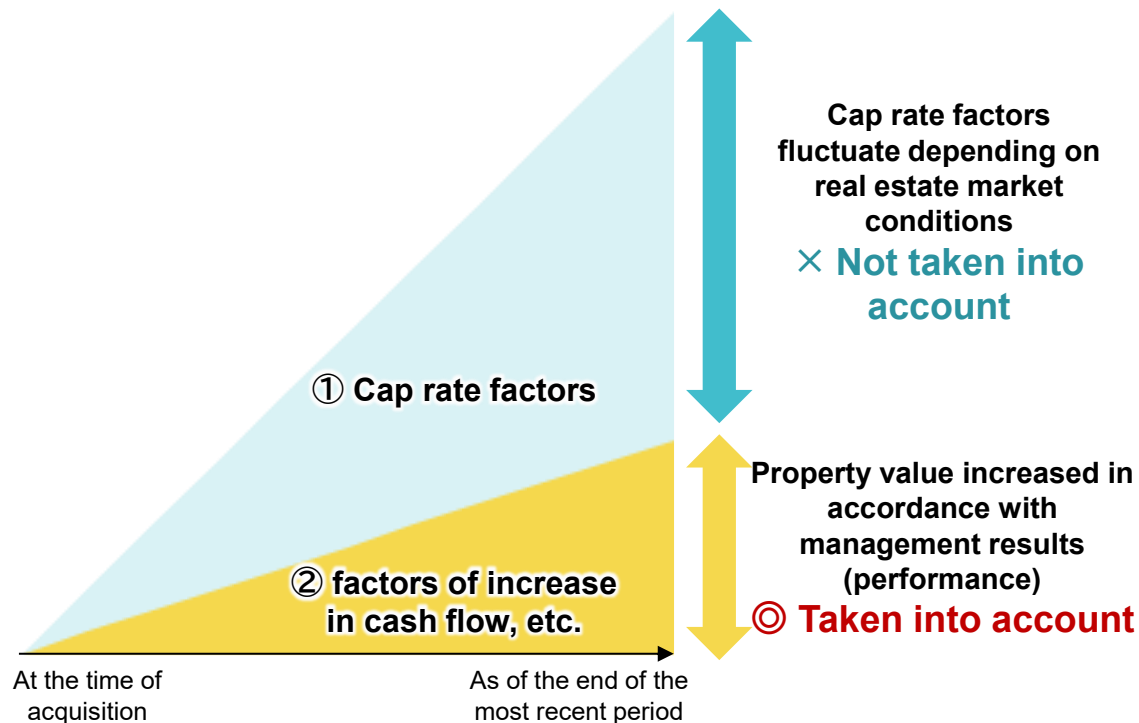 Cap rate factors
fluctuate depending on
real estate market
conditions
× Not taken into
account
① Cap rate factors
Property value increased in
accordance with
management results
(performance)
◎ Taken into account
② factors of increase
in cash flow, etc.
At the time of
acquisition
As of the end of the
most recent period